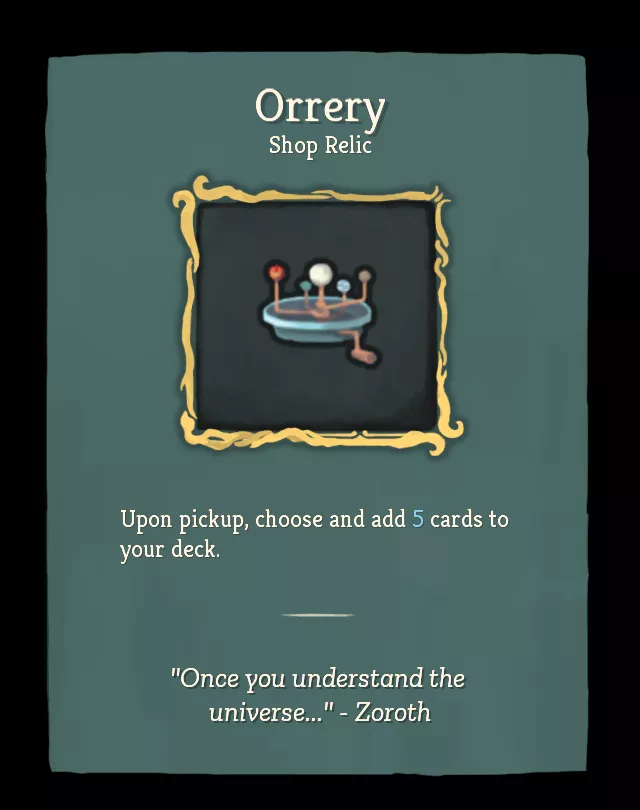 Orrery
Shop Relic
Upon pickup, choose and add 5 cards to
your deck.
"Once you understand the
universe..." - Zoroth